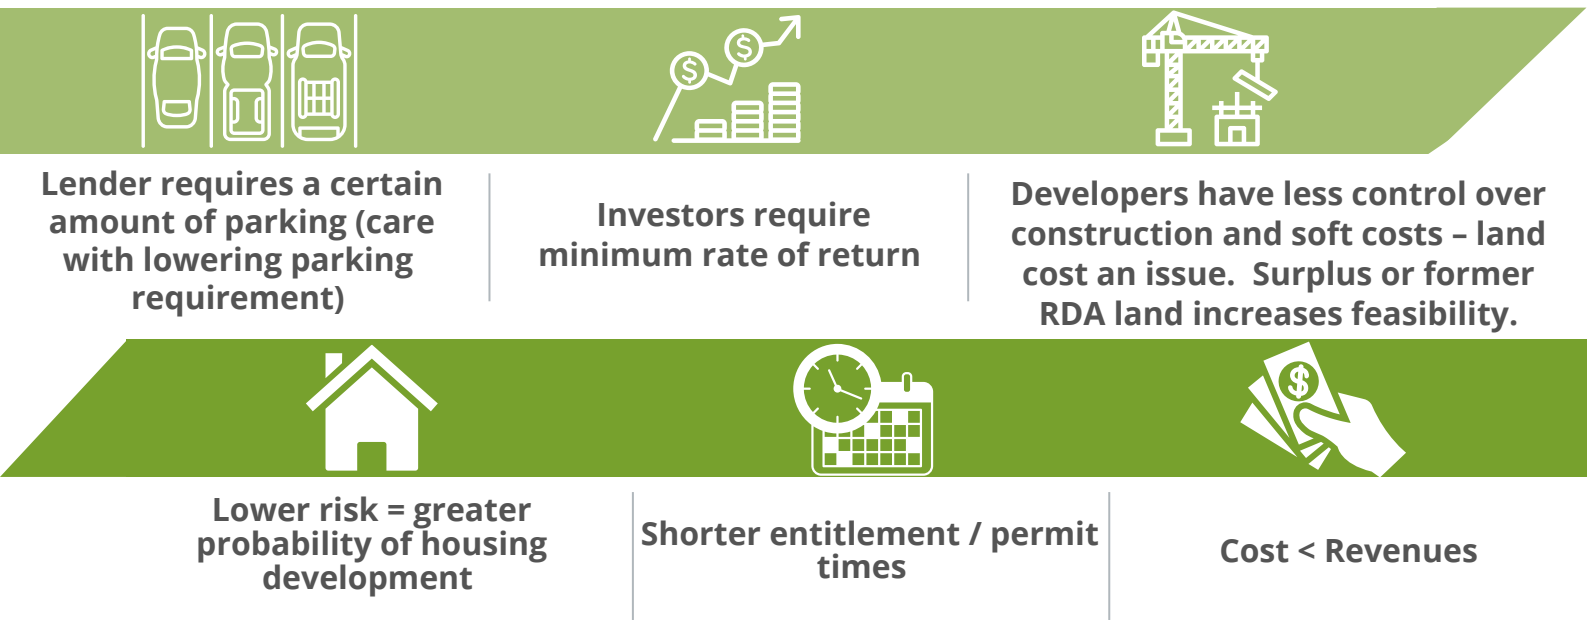 Lender requires a certain
amount of parking (care
with lowering parking
requirement)
Investors require
minimum rate of return
Developers have less control over
construction and soft costs – land
cost an issue.  Surplus or former
RDA land increases feasibility.
$
$
$
Lower risk = greater
probability of housing
development
Shorter entitlement / permit
times
Cost < Revenues